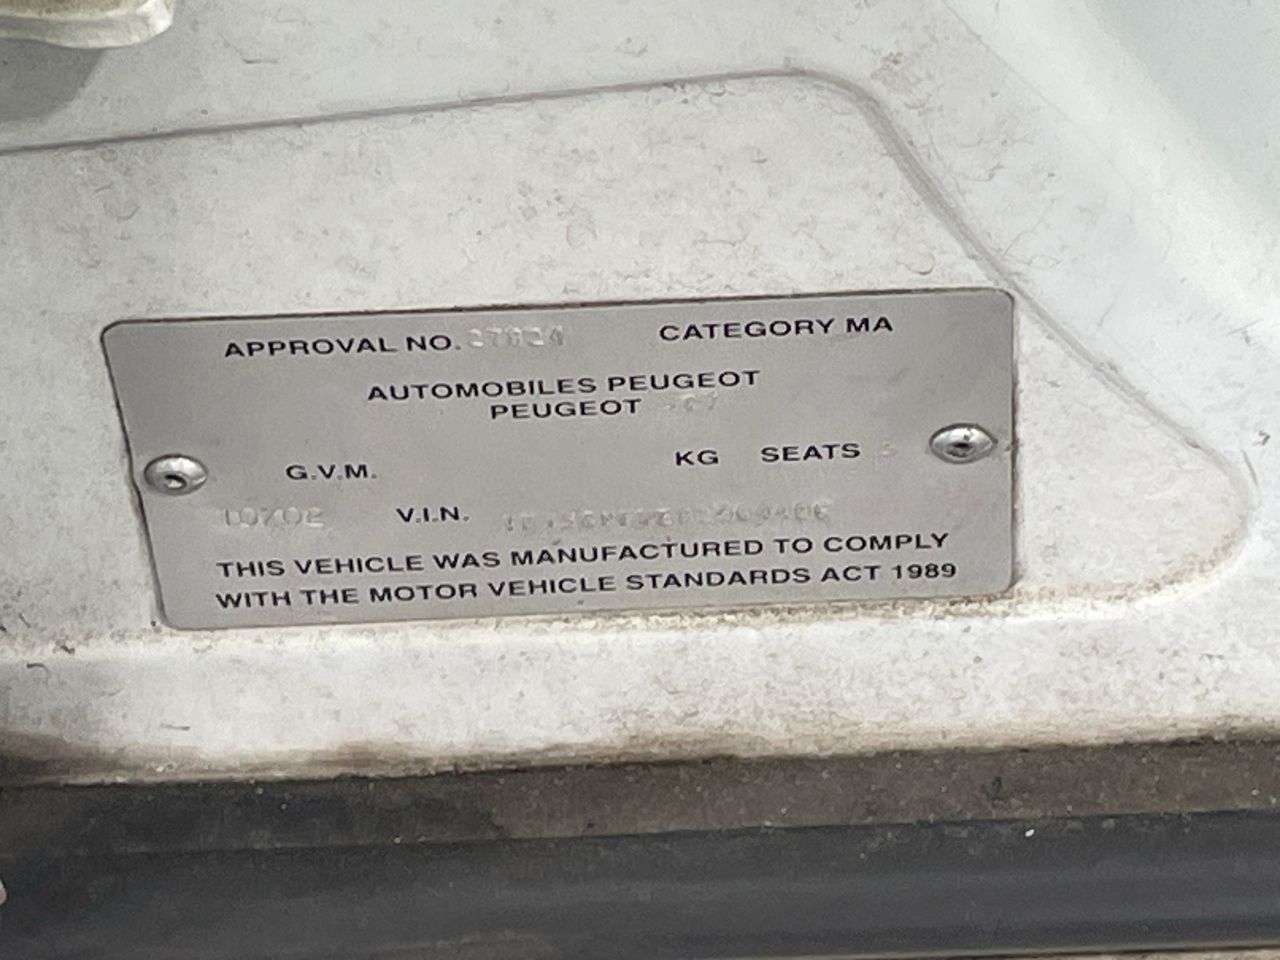 APPROVAL NO. CATEGORY MA
AUTOMOBILES PEUGEOT
PEUGEOT
G.V.M. KG SEATS
V.I.N.
THIS VEHICLE WAS MANUFACTURED TO COMPLY
WITH THE MOTOR VEHICLE STANDARDS ACT 1989